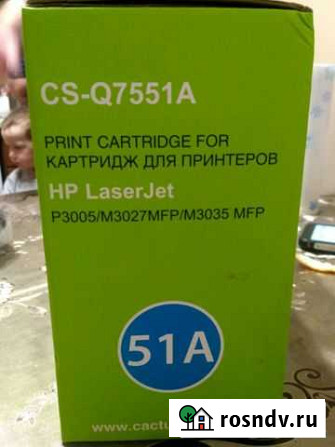 CS-Q7551A
PRINT CARTRIDGE FOR
КАРТРИДЖ ДЛЯ ПРИНТЕРОВ
HP LaserJet
P3005/M3027MFP/M3035 MFP
51A
rosndv.ru